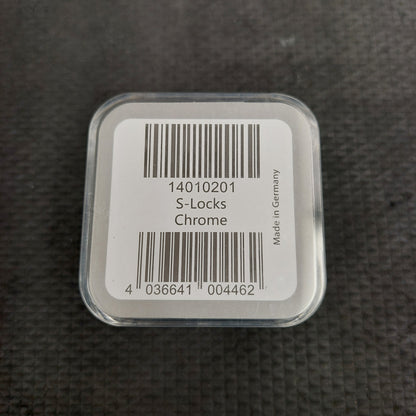 14010201
S-Locks
Chrome
Made in Germany
4 036641 004462